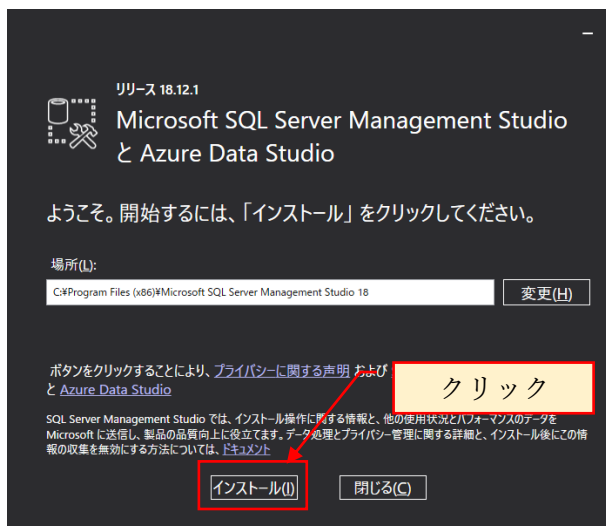 リリース 18.12.1
Microsoft SQL Server Management Studio
と Azure Data Studio
ようこそ。開始するには、「インストール」をクリックしてください。
場所(L):
C:¥Program Files (x86)¥Microsoft SQL Server Management Studio 18
変更(H)
ボタンをクリックすることにより、プライバシーに関する声明 および
と Azure Data Studio
クリック
SQL Server Management Studio では、インストール操作に関する情報と、他の使用状況とパフォーマンスのデータを
Microsoft に送信し、製品の品質向上に役立てます。データ処理とプライバシー管理に関する詳細と、インストール後にこの情
報の収集を無効にする方法については、ドキュメント
インストール(I)
閉じる(C)